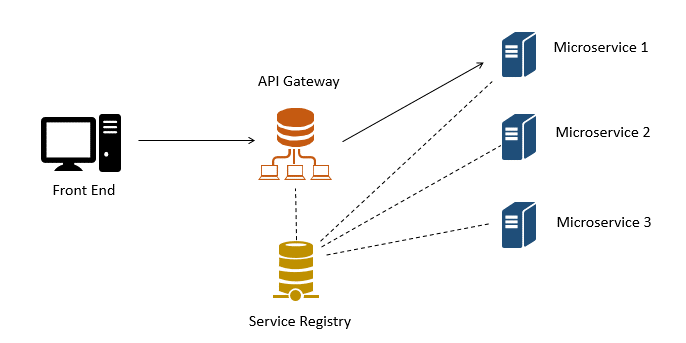 Microservice 1
API Gateway
Microservice 2
Front End
Microservice 3
Service Registry